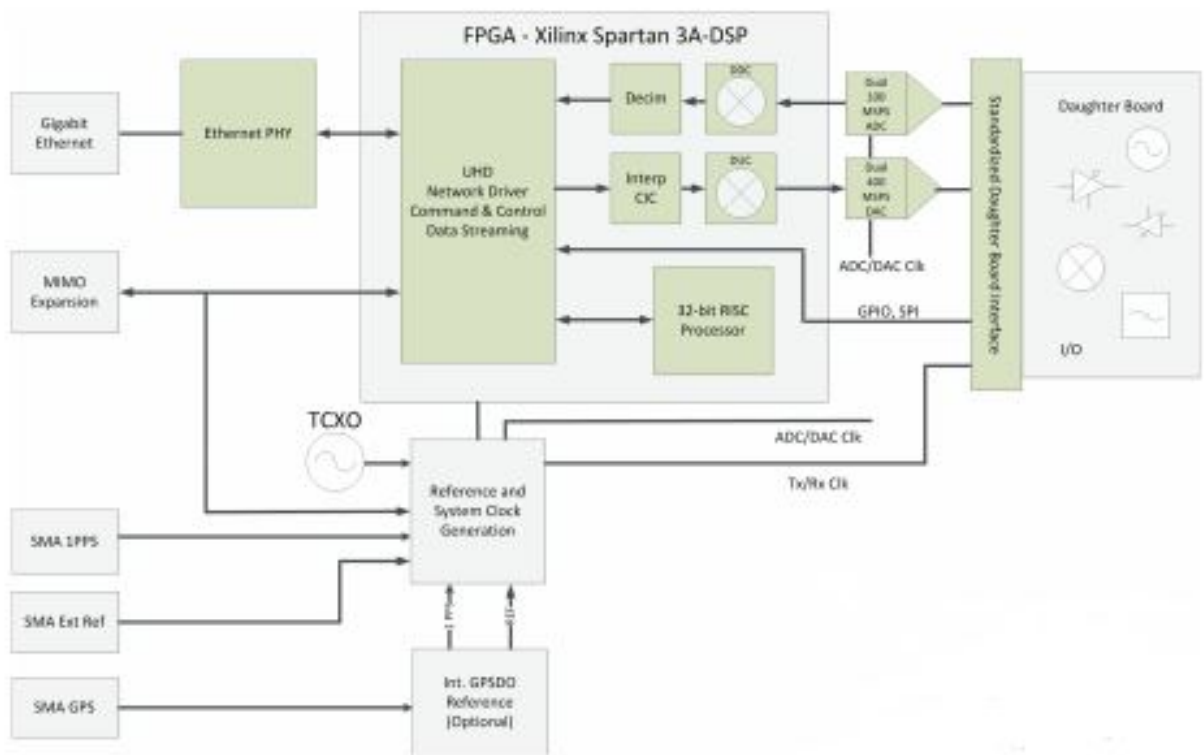 FPGA - Xilinx Spartan 3A-DSP
Gigabit
Ethernet
Ethernet PHY
UHD
Network Driver
Command & Control
Data Streaming
Decim
DDC
Dual
100
MSPS
ADC
Interp
CIC
DUC
Dual
400
MSPS
DAC
ADC/DAC Clk
Standardized Daughter Board Interface
Daughter Board
I/O
MIMO
Expansion
32-bit RISC
Processor
GPIO, SPI
TCXO
ADC/DAC Clk
Tx/Rx Clk
Reference and
System Clock
Generation
SMA 1PPS
SMA Ext Ref
1 PPS
REF
SMA GPS
Int. GPSDO
Reference
(Optional)